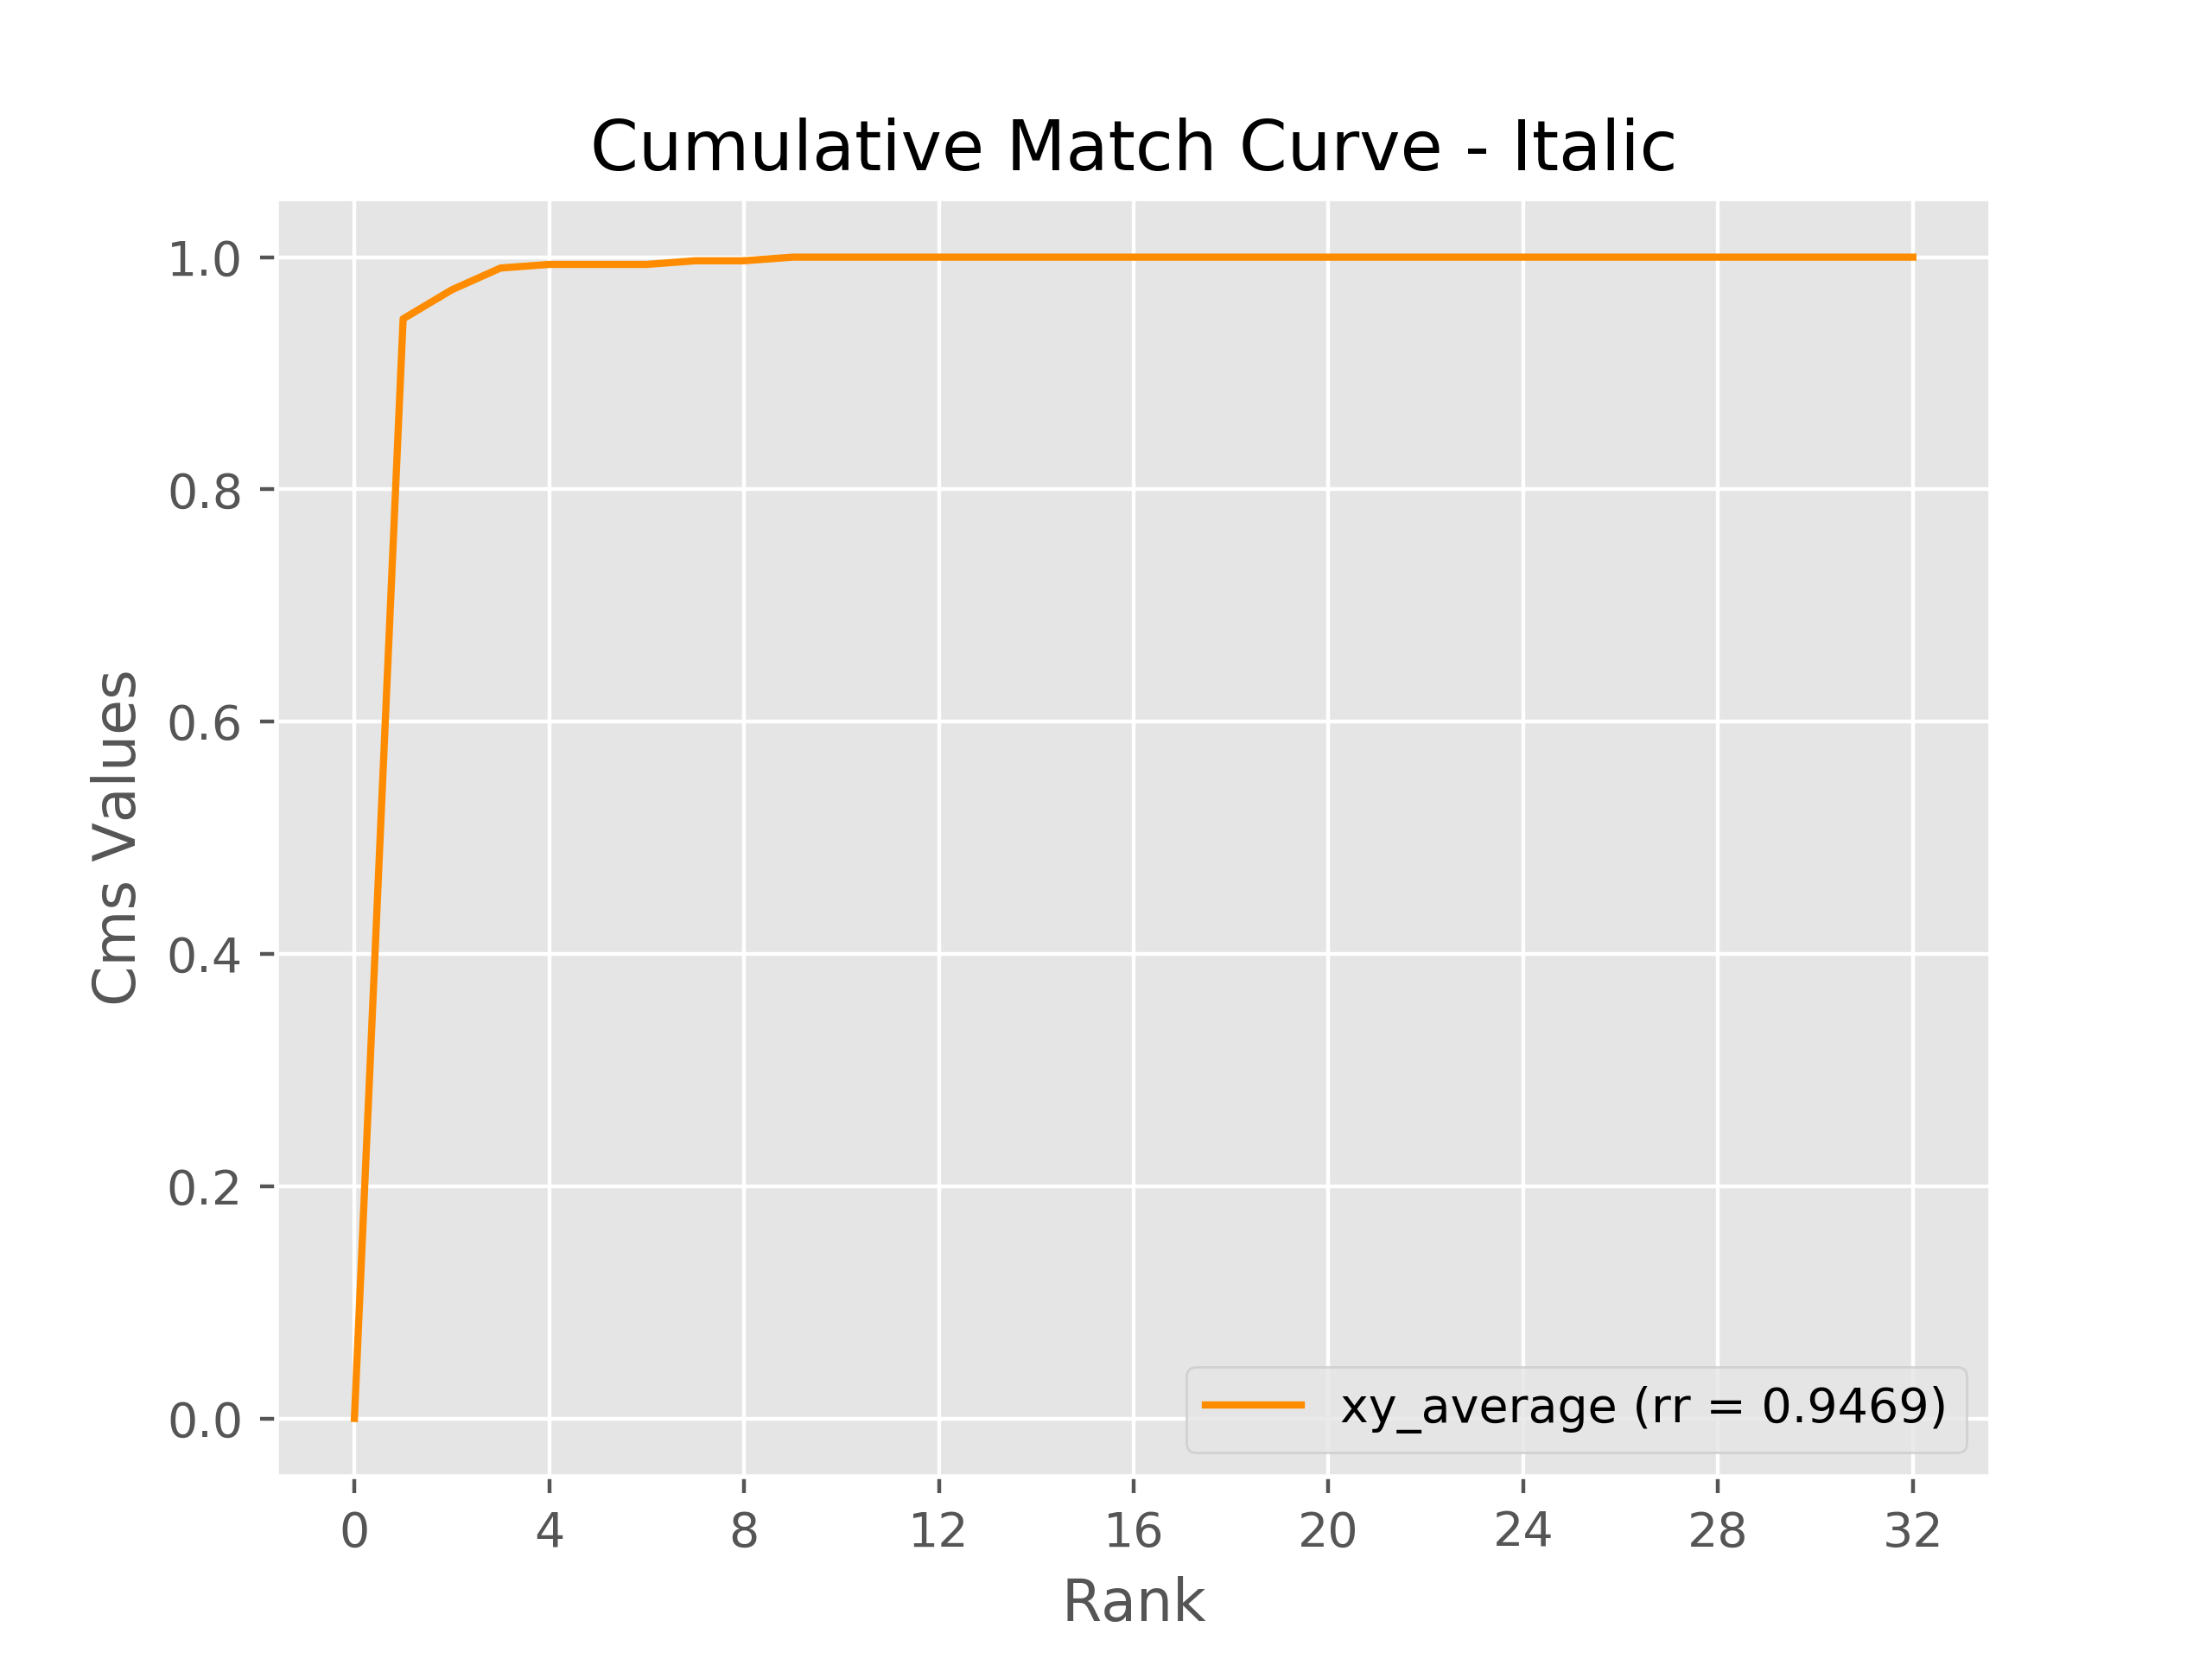 Cumulative Match Curve - Italic
1.0
0.8
0.6
0.4
0.2
0.0
Cms Values
xy_average (rr = 0.9469)
0 4 8 12 16 20 24 28 32
Rank